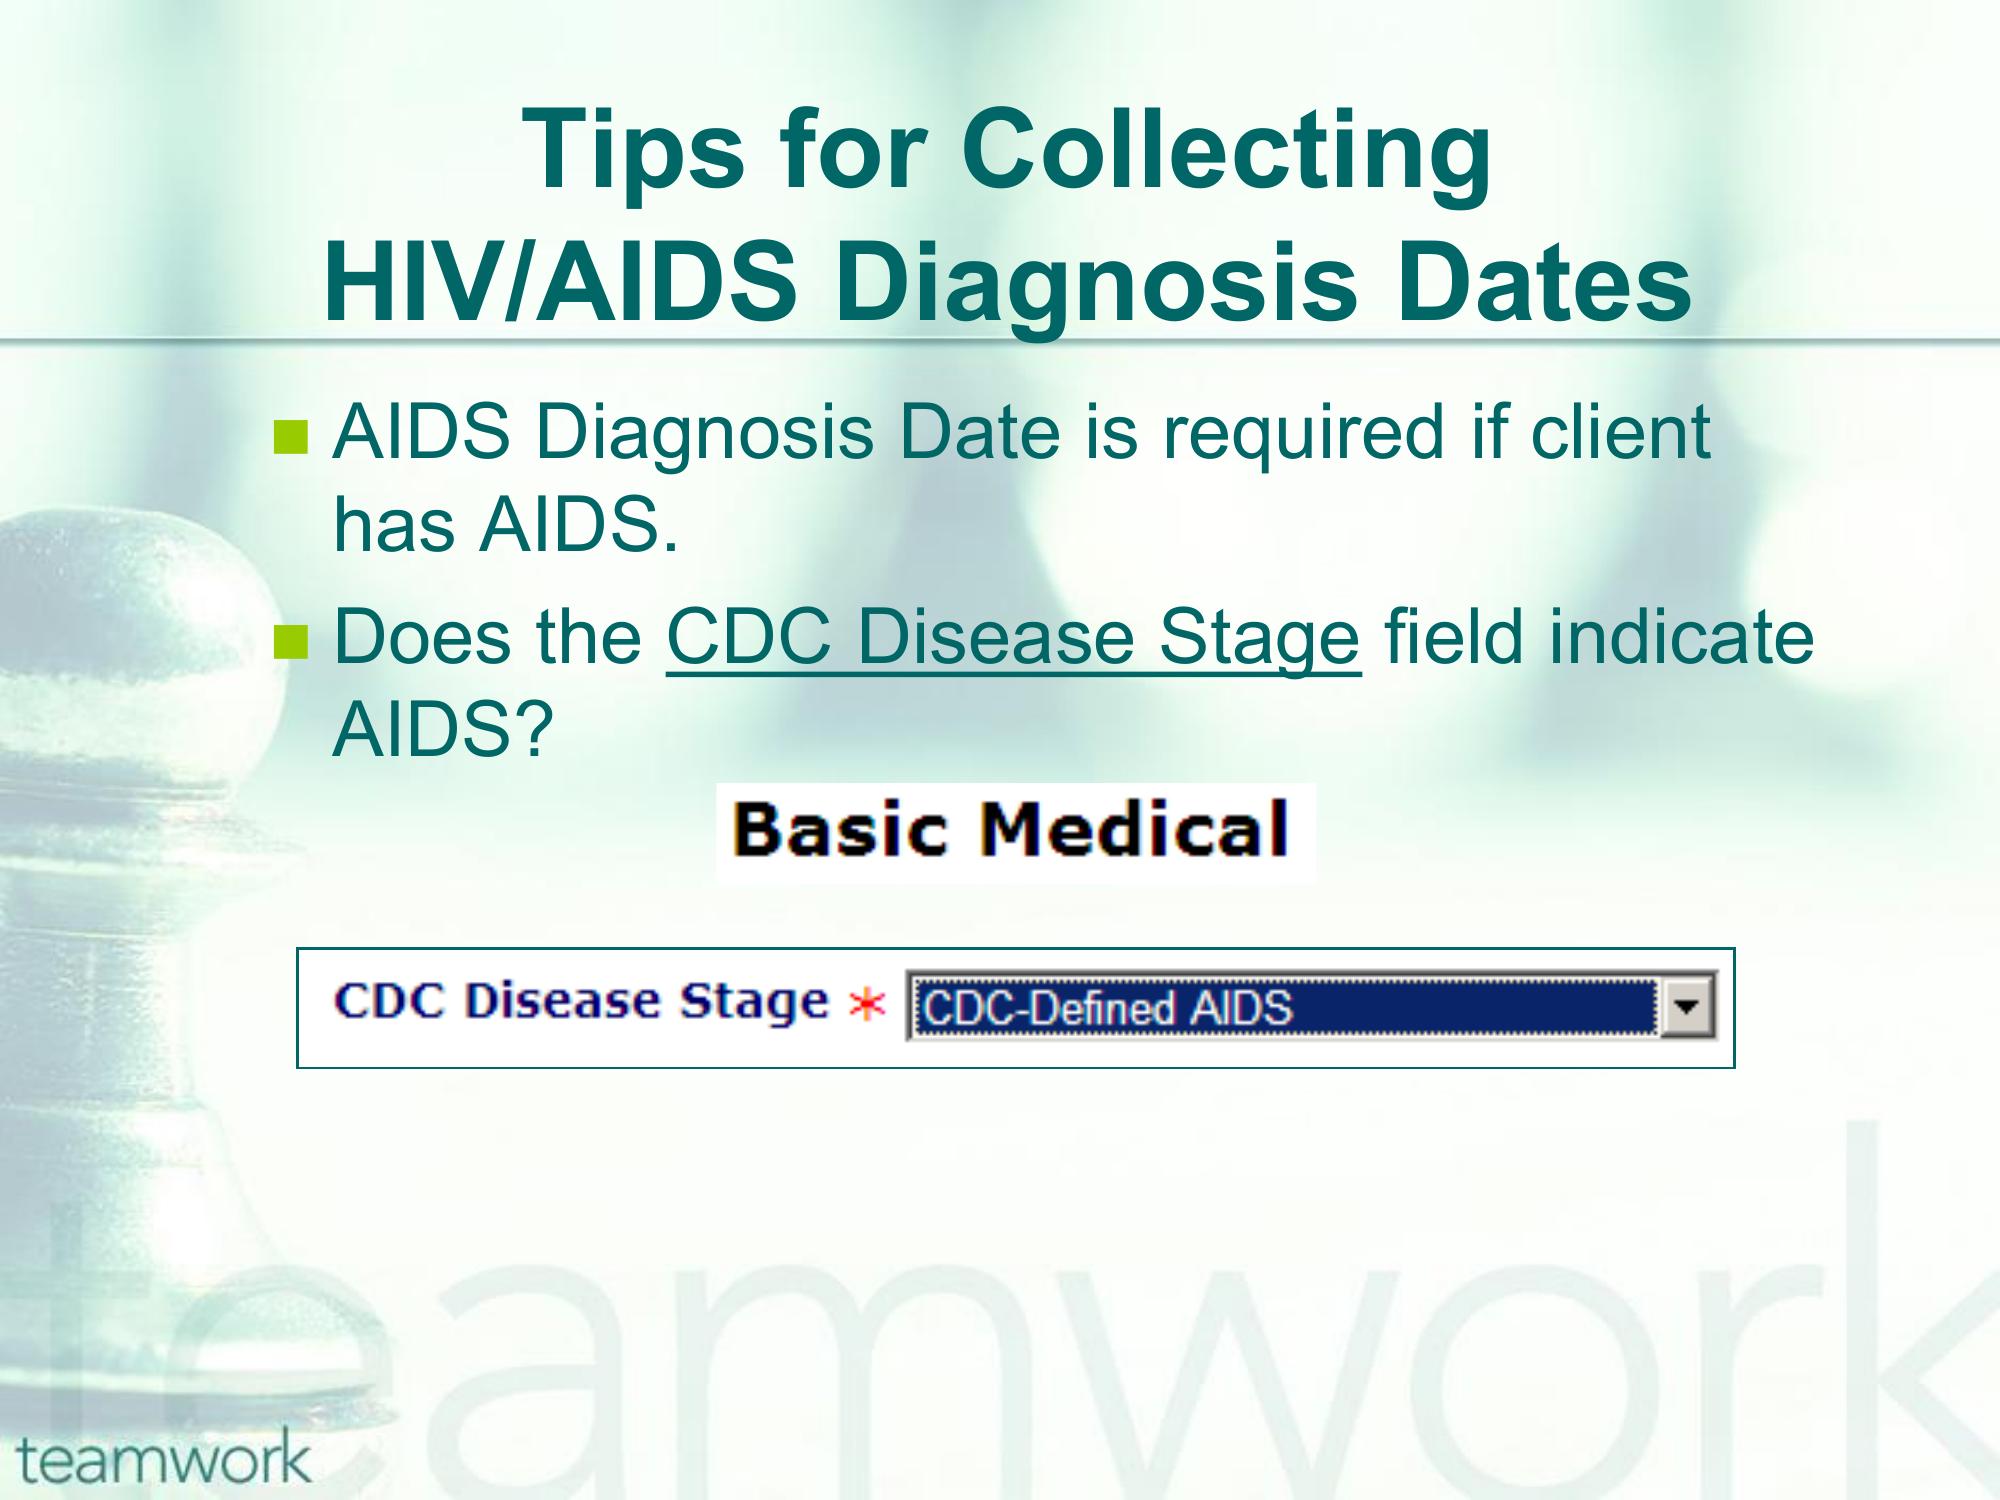 Tips for Collecting
HIV/AIDS Diagnosis Dates
■ AIDS Diagnosis Date is required if client
has AIDS.
■ Does the CDC Disease Stage field indicate
AIDS?
Basic Medical
CDC Disease Stage * CDC-Defined AIDS
teamwork
teamwork